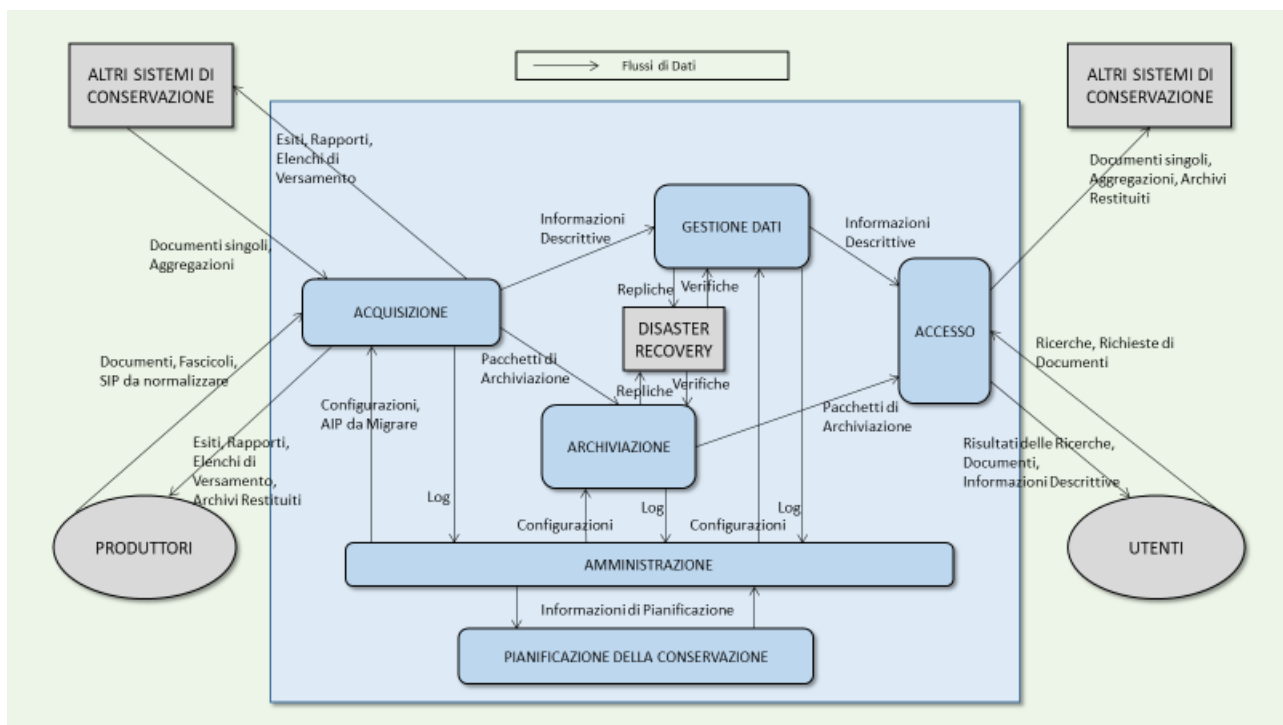 ALTRI SISTEMI DI
CONSERVAZIONE
Flussi di Dati
ALTRI SISTEMI DI
CONSERVAZIONE
Esiti, Rapporti,
Elenchi di
Versamento
Documenti singoli,
Aggregazioni, Archivi
Restituiti
Documenti singoli,
Aggregazioni
Informazioni
Descrittive
GESTIONE DATI
Informazioni
Descrittive
Repliche
Verifiche
ACQUISIZIONE
DISASTER
RECOVERY
ACCESSO
Documenti, Fascicoli,
SIP da normalizzare
Pacchetti di
Archiviazione
Repliche
Verifiche
Ricerche, Richieste di
Documenti
Configurazioni,
AIP da Migrare
Pacchetti di
Archiviazione
Esiti, Rapporti,
Elenchi di
Versamento,
Archivi Restituiti
ARCHIVIAZIONE
Risultati delle Ricerche,
Documenti,
Informazioni Descrittive
Log
Configurazioni
Log
Configurazioni
Log
PRODUTTORI
AMMINISTRAZIONE
UTENTI
Informazioni di Pianificazione
PIANIFICAZIONE DELLA CONSERVAZIONE